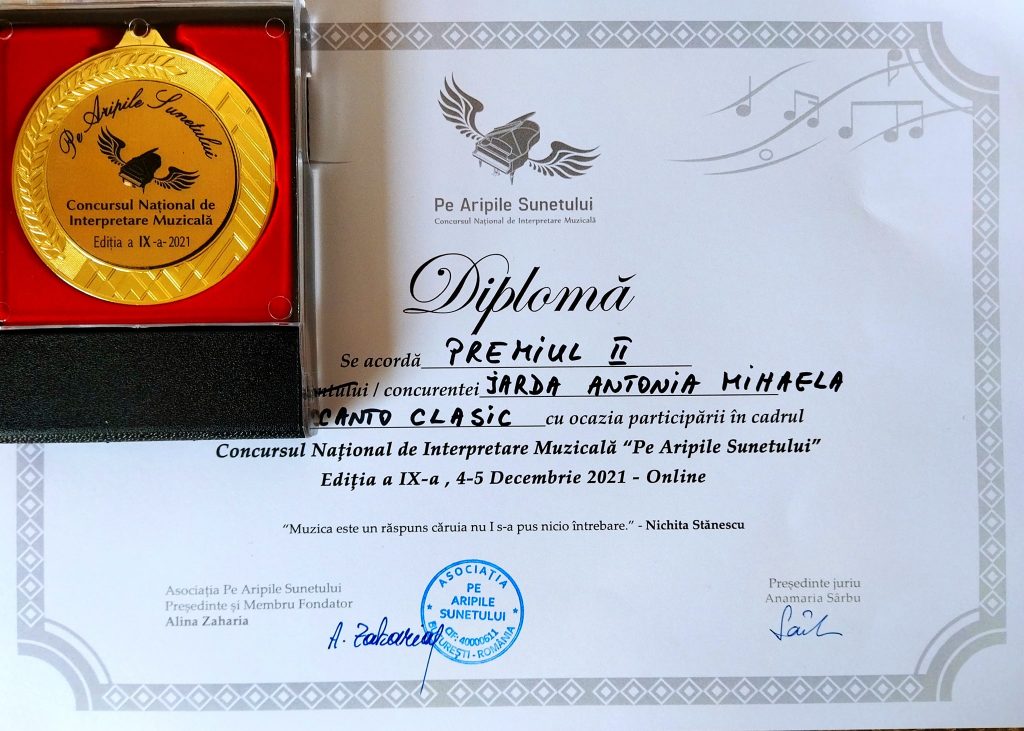 Pe Aripile Sunetului
Concursul Național de
Interpretare Muzicală
Ediția a IX-a-2021
Pe Aripile Sunetului
Concursul Național de Interpretare Muzicală
Diplomă
Se acordă PREMIUL II
/ concurentei JARDA ANTONIA MIHAELA
CANTO CLASIC cu ocazia participării în cadrul
Concursul Național de Interpretare Muzicală “Pe Aripile Sunetului”
Ediția a IX-a , 4-5 Decembrie 2021 - Online
“Muzica este un răspuns căruia nu I s-a pus nicio întrebare.” - Nichita Stănescu
Asociația Pe Aripile Sunetului
Președinte și Membru Fondator
Alina Zaharia
A. Zaharia
ASOCIAȚIA
PE
ARIPILE
SUNETULUI
CIF: 40000611
BUCUREȘTI - ROMÂNIA
Președinte juriu
Anamaria Sârbu